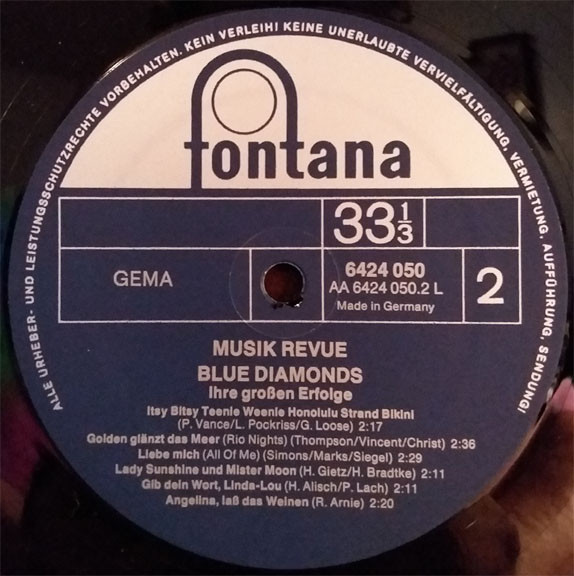 ALLE URHEBER- UND LEISTUNGSSCHUTZRECHTE VORBEHALTEN. KEIN VERLEIH! KEINE UNERLAUBTE VERVIELFÄLTIGUNG, VERMIETUNG, AUFFÜHRUNG, SENDUNG!
fontana
33 1/3
GEMA
6424 050
AA 6424 050.2 L
Made in Germany
2
MUSIK REVUE
BLUE DIAMONDS
Ihre großen Erfolge
Itsy Bitsy Teenie Weenie Honolulu Strand Bikini
(P. Vance/L. Pockriss/G. Loose) 2:17
Golden glänzt das Meer (Rio Nights) (Thompson/Vincent/Christ) 2:36
Liebe mich (All Of Me) (Simons/Marks/Siegel) 2:29
Lady Sunshine und Mister Moon (H. Gietz/H. Bradtke) 2:11
Gib dein Wort, Linda-Lou (H. Alisch/P. Lach) 2:11
Angelina, laß das Weinen (R. Arnie) 2:20